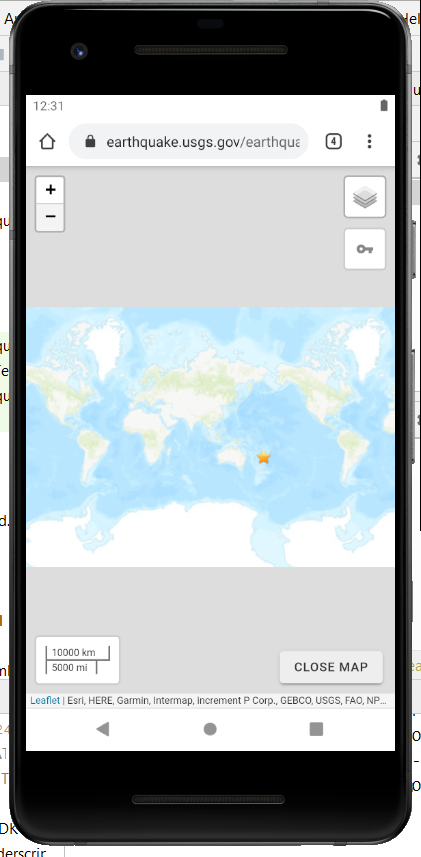 12:31
earthquake.usgs.gov/earthqua
4
+
−
10000 km
5000 mi
CLOSE MAP
Leaflet | Esri, HERE, Garmin, Intermap, increment P Corp., GEBCO, USGS, FAO, NP...